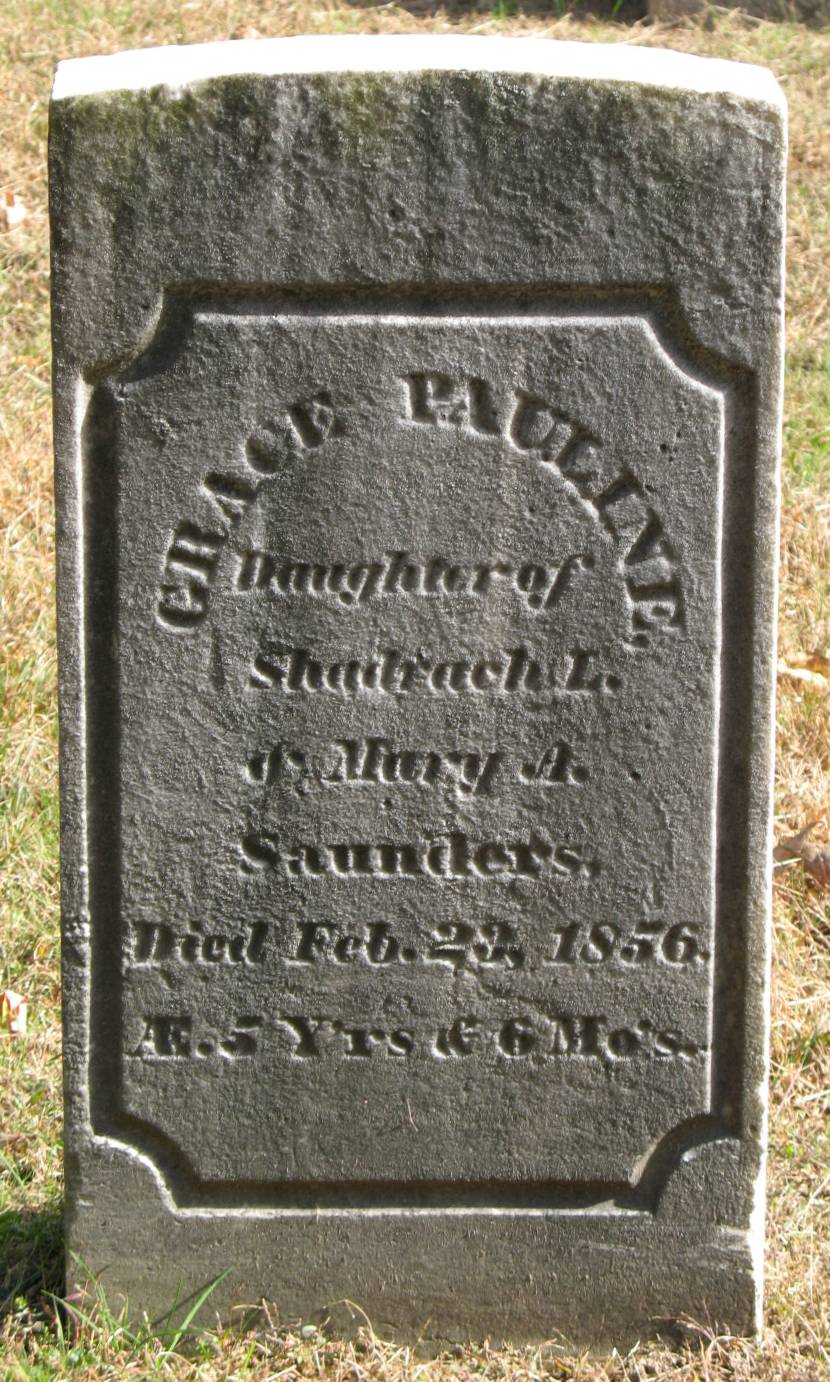 GRACE PAULINE,
Daughter of
Shadrach L.
& Mary A.
Saunders.
Died Feb. 22, 1856.
Æ. 5 Y'rs & 6 Mo's.